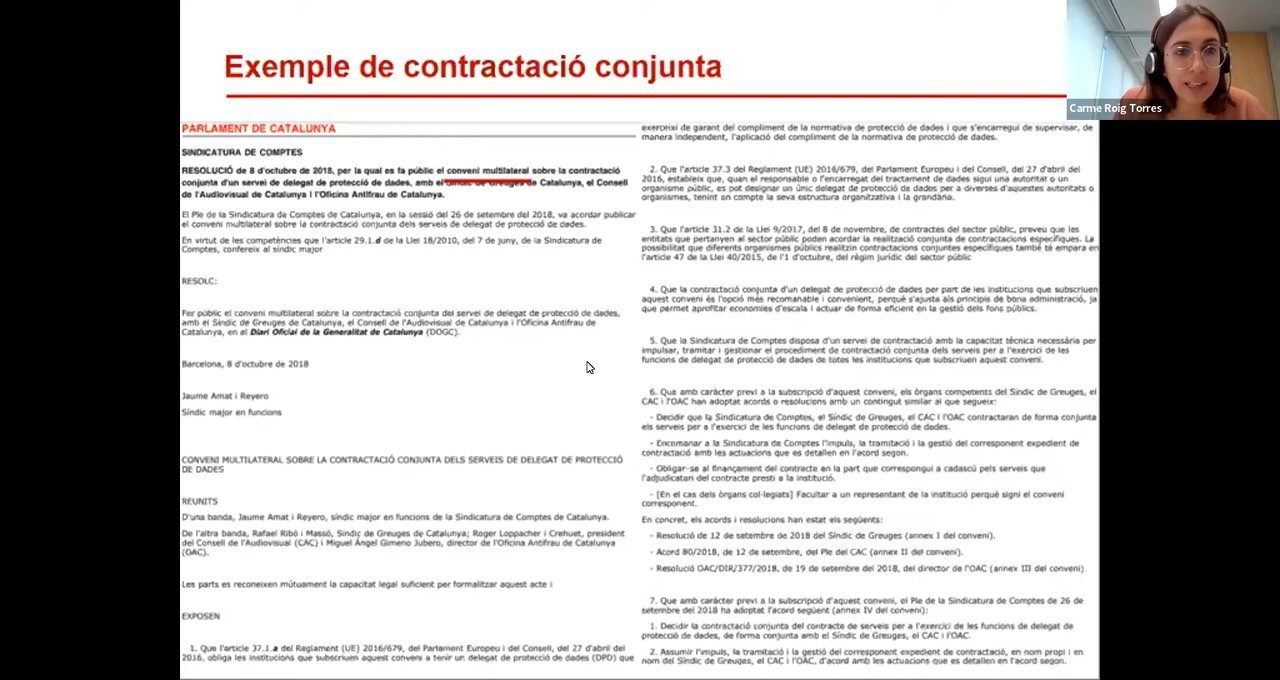 Exemple de contractació conjunta
Carme Roig Torres
PARLAMENT DE CATALUNYA
SINDICATURA DE COMPTES
RESOLUCIÓ de 8 d'octubre de 2018, per la qual es fa públic el conveni multilateral sobre la contractació
conjunta d'un servei de delegat de protecció de dades, amb el Síndic de Greuges de Catalunya, el Consell
de l'Audiovisual de Catalunya i l'Oficina Antifrau de Catalunya.
El Ple de la Sindicatura de Comptes de Catalunya, en la sessió del 26 de setembre del 2018, va acordar publicar
el conveni multilateral sobre la contractació conjunta dels serveis de delegat de protecció de dades.
En virtut de les competències que l'article 29.1.d de la Llei 18/2010, del 7 de juny, de la Sindicatura de
Comptes, confereix al síndic major
RESOLC:
Fer públic el conveni multilateral sobre la contractació conjunta del servei de delegat de protecció de dades,
amb el Síndic de Greuges de Catalunya, el Consell de l'Audiovisual de Catalunya i l'Oficina Antifrau de
Catalunya, en el Diari Oficial de la Generalitat de Catalunya (DOGC).
Barcelona, 8 d'octubre de 2018
Jaume Amat i Reyero
Síndic major en funcions
CONVENI MULTILATERAL SOBRE LA CONTRACTACIÓ CONJUNTA DELS SERVEIS DE DELEGAT DE PROTECCIÓ
DE DADES
REUNITS
D'una banda, Jaume Amat i Reyero, síndic major en funcions de la Sindicatura de Comptes de Catalunya.
De l'altra banda, Rafael Ribó i Massó, Síndic de Greuges de Catalunya; Roger Loppacher i Crehuet, president
del Consell de l'Audiovisual (CAC) i Miguel Ángel Gimeno Jubero, director de l'Oficina Antifrau de Catalunya
(OAC).
Les parts es reconeixen mútuament la capacitat legal suficient per formalitzar aquest acte i
EXPOSEN
1. Que l'article 37.1.a del Reglament (UE) 2016/679, del Parlament Europeu i del Consell, del 27 d'abril del
2016, obliga les institucions que subscriuen aquest conveni a tenir un delegat de protecció de dades (DPD) que
exerceixi de garant del compliment de la normativa de protecció de dades i que s'encarregui de supervisar, de
manera independent, l'aplicació del compliment de la normativa de protecció de dades.
2. Que l'article 37.3 del Reglament (UE) 2016/679, del Parlament Europeu i del Consell, del 27 d'abril del
2016, estableix que, quan el responsable o l'encarregat del tractament de dades sigui una autoritat o un
organisme públic, es pot designar un únic delegat de protecció de dades per a diverses d'aquestes autoritats o
organismes, tenint en compte la seva estructura organitzativa i la grandària.
3. Que l'article 31.2 de la Llei 9/2017, del 8 de novembre, de contractes del sector públic, preveu que les
entitats que pertanyen al sector públic poden acordar la realització conjunta de contractacions específiques. La
possibilitat que diferents organismes públics realitzin contractacions conjuntes específiques també té empara en
l'article 47 de la Llei 40/2015, de l'1 d'octubre, del règim jurídic del sector públic
4. Que la contractació conjunta d'un delegat de protecció de dades per part de les institucions que subscriuen
aquest conveni és l'opció més recomanable i convenient, perquè s'ajusta als principis de bona administració, ja
que permet aprofitar economies d'escala i actuar de forma eficient en la gestió dels fons públics.
5. Que la Sindicatura de Comptes disposa d'un servei de contractació amb la capacitat tècnica necessària per
impulsar, tramitar i gestionar el procediment de contractació conjunta dels serveis per a l'exercici de les
funcions de delegat de protecció de dades de totes les institucions que subscriuen aquest conveni.
6. Que amb caràcter previ a la subscripció d'aquest conveni, els òrgans competents del Síndic de Greuges, el
CAC i l'OAC han adoptat acords o resolucions amb un contingut similar al que segueix:
- Decidir que la Sindicatura de Comptes, el Síndic de Greuges, el CAC i l'OAC contractaran de forma conjunta
els serveis per a l'exercici de les funcions de delegat de protecció de dades.
- Encomanar a la Sindicatura de Comptes l'impuls, la tramitació i la gestió del corresponent expedient de
contractació amb les actuacions que es detallen en l'acord segon.
- Obligar-se al finançament del contracte en la part que correspongui a cadascú pels serveis que
l'adjudicatari del contracte presti a la institució.
- [En el cas dels òrgans col·legiats] Facultar a un representant de la institució perquè signi el conveni
corresponent.
En concret, els acords i resolucions han estat els següents:
- Resolució de 12 de setembre de 2018 del Síndic de Greuges (annex I del conveni).
- Acord 80/2018, de 12 de setembre, del Ple del CAC (annex II del conveni).
- Resolució OAC/DIR/377/2018, de 19 de setembre del 2018, del director de l'OAC (annex III del conveni).
7. Que amb caràcter previ a la subscripció d'aquest conveni, el Ple de la Sindicatura de Comptes de 26 de
setembre del 2018 ha adoptat l'acord següent (annex IV del conveni):
1. Decidir la contractació conjunta del contracte de serveis per a l'exercici de les funcions de delegat de
protecció de dades, de forma conjunta amb el Síndic de Greuges, el CAC i l'OAC.
2. Assumir l'impuls, la tramitació i la gestió del corresponent expedient de contractació, en nom propi i en
nom del Síndic de Greuges, el CAC i l'OAC, d'acord amb les actuacions que es detallen en l'acord segon.